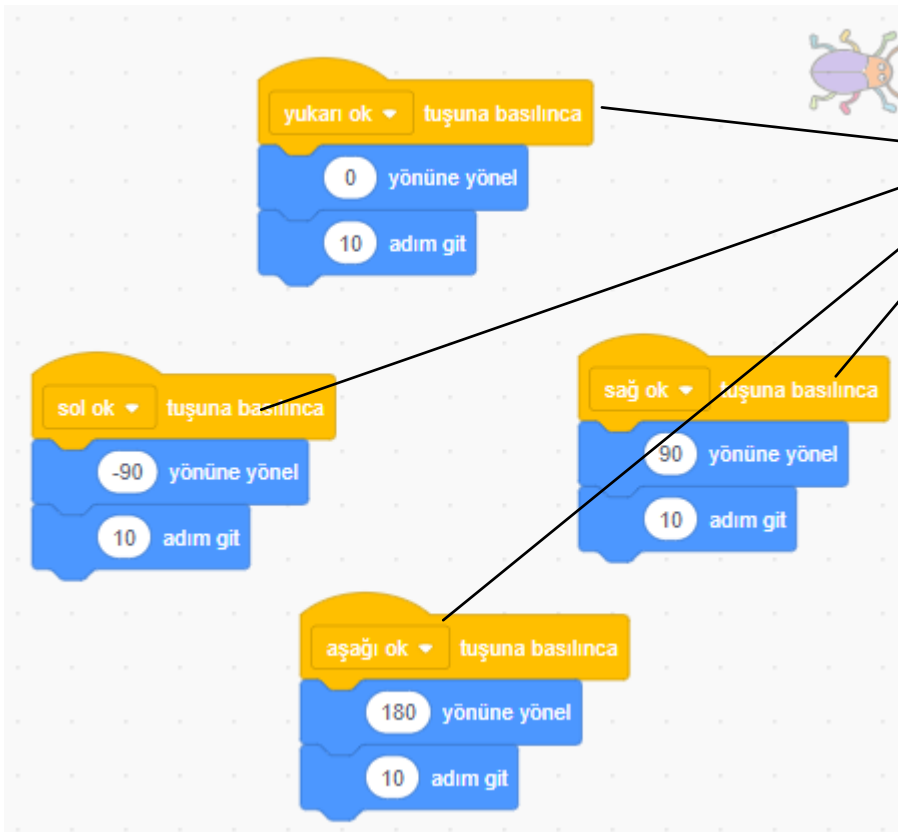 yukarı ok tuşuna basılınca
0 yönüne yönel
10 adım git
sol ok tuşuna basılınca
-90 yönüne yönel
10 adım git
sağ ok tuşuna basılınca
90 yönüne yönel
10 adım git
aşağı ok tuşuna basılınca
180 yönüne yönel
10 adım git